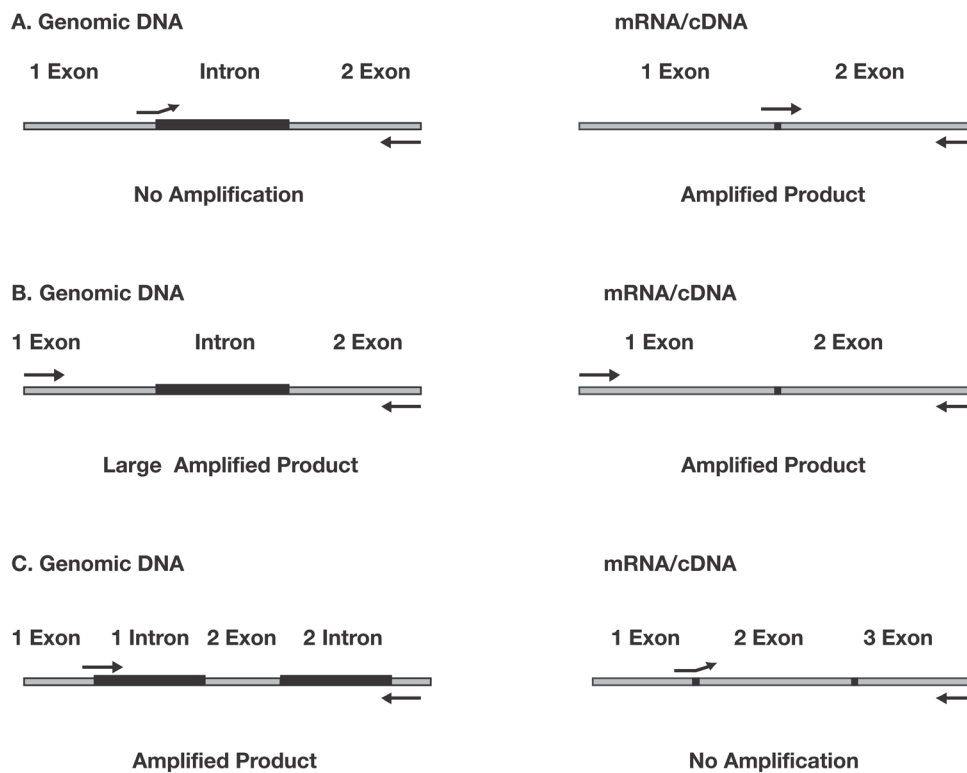 A. Genomic DNA mRNA/cDNA
1 Exon Intron 2 Exon 1 Exon 2 Exon
No Amplification Amplified Product
B. Genomic DNA mRNA/cDNA
1 Exon Intron 2 Exon 1 Exon 2 Exon
Large Amplified Product Amplified Product
C. Genomic DNA mRNA/cDNA
1 Exon 1 Intron 2 Exon 2 Intron 1 Exon 2 Exon 3 Exon
Amplified Product No Amplification